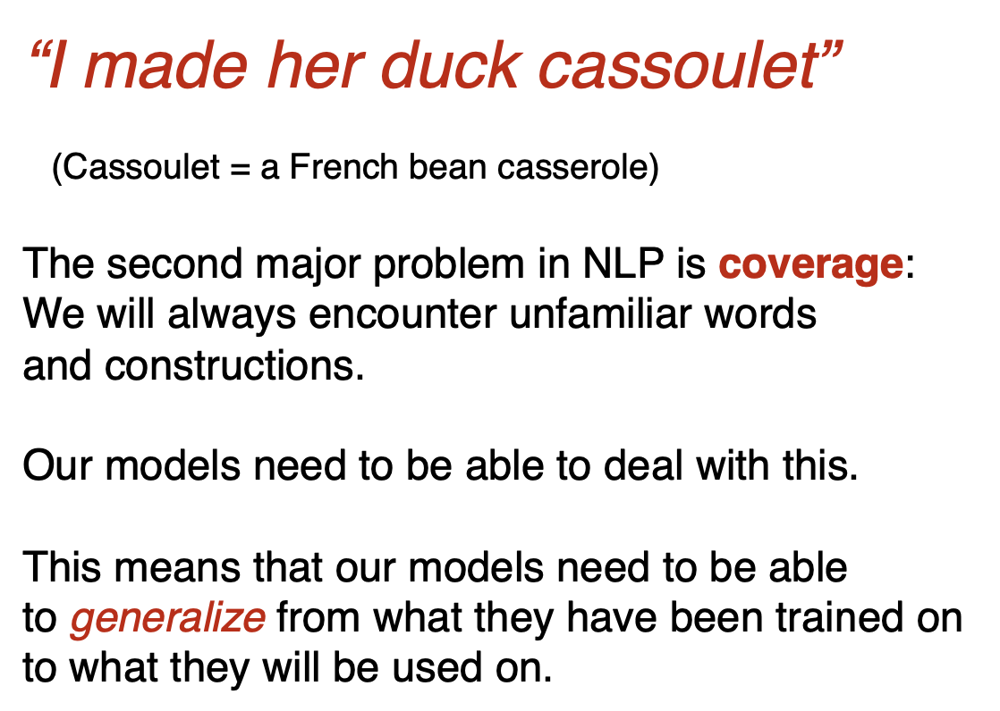 “I made her duck cassoulet”
(Cassoulet = a French bean casserole)
The second major problem in NLP is coverage:
We will always encounter unfamiliar words
and constructions.
Our models need to be able to deal with this.
This means that our models need to be able
to generalize from what they have been trained on
to what they will be used on.